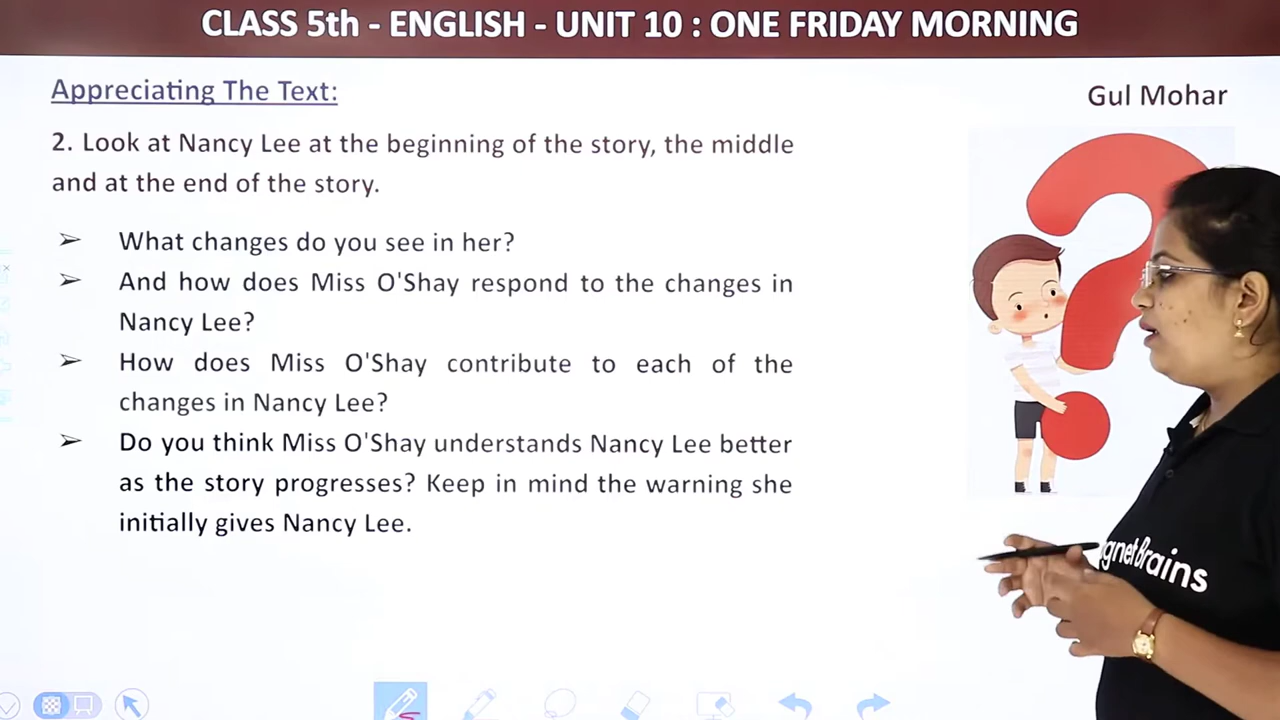 CLASS 5th - ENGLISH - UNIT 10 : ONE FRIDAY MORNING
Appreciating The Text:
Gul Mohar
2. Look at Nancy Lee at the beginning of the story, the middle
and at the end of the story.
➢ What changes do you see in her?
➢ And how does Miss O'Shay respond to the changes in
Nancy Lee?
➢ How does Miss O'Shay contribute to each of the
changes in Nancy Lee?
➢ Do you think Miss O'Shay understands Nancy Lee better
as the story progresses? Keep in mind the warning she
initially gives Nancy Lee.
gnetBrains